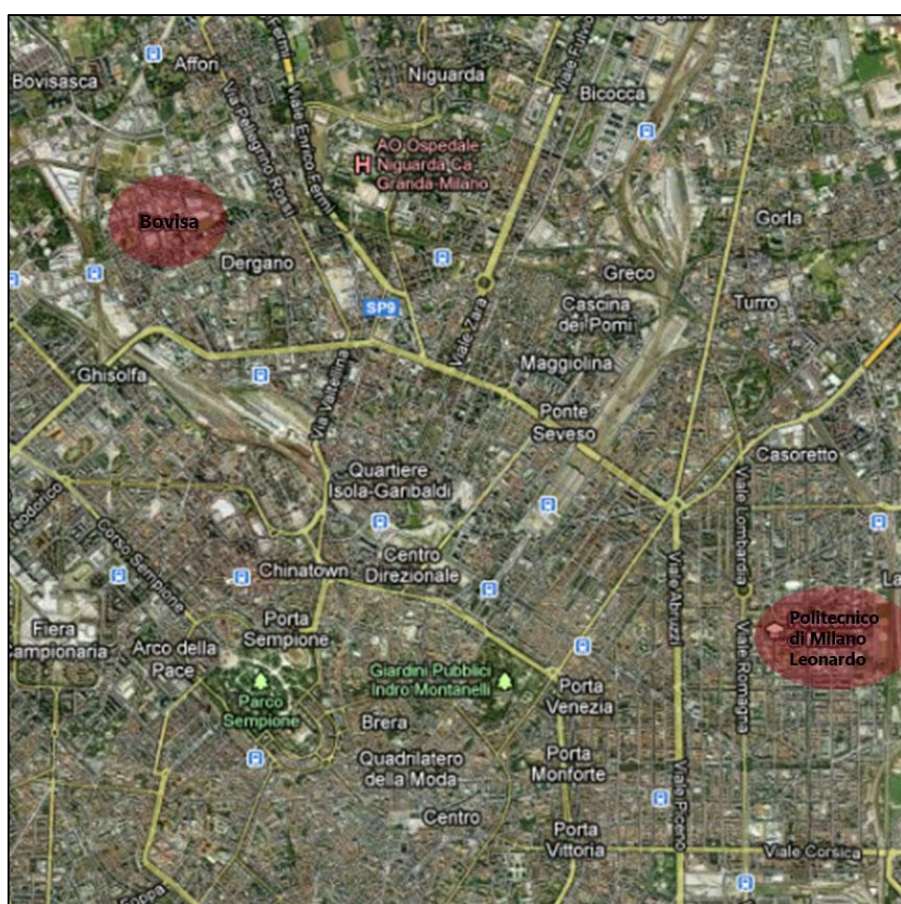 Affori
Bovisasca
Niguarda
Viale Fulvio
Bicocca
Via Pellegrino Rossi
Fermi
Viale Enrico Fermi
H
AO Ospedale
Niguarda Ca-
Granda-Milano
Bovisa
Gorla
Dergano
Greco
SP9
Cascina
dei Pomi
Turro
Viale Zara
Maggiolina
Ghisolfa
Via Valtellina
Ponte
Seveso
Casoretto
Quartiere
Isola-Garibaldi
Viale Lombardia
Corso Sempione
Centro
Direzionale
Chinatown
Viale Abruzzi
Porta
Sempione
Politecnico
di Milano
Leonardo
Fiera
Campionaria
Arco della
Pace
Viale Romagna
Giardini Pubblici
Indro Montanelli
Parco
Sempione
Porta
Venezia
Brera
Quadrilatero
della Moda
Porta
Monforte
Viale Piceno
Centro
Porta
Vittoria
Viale Corsica